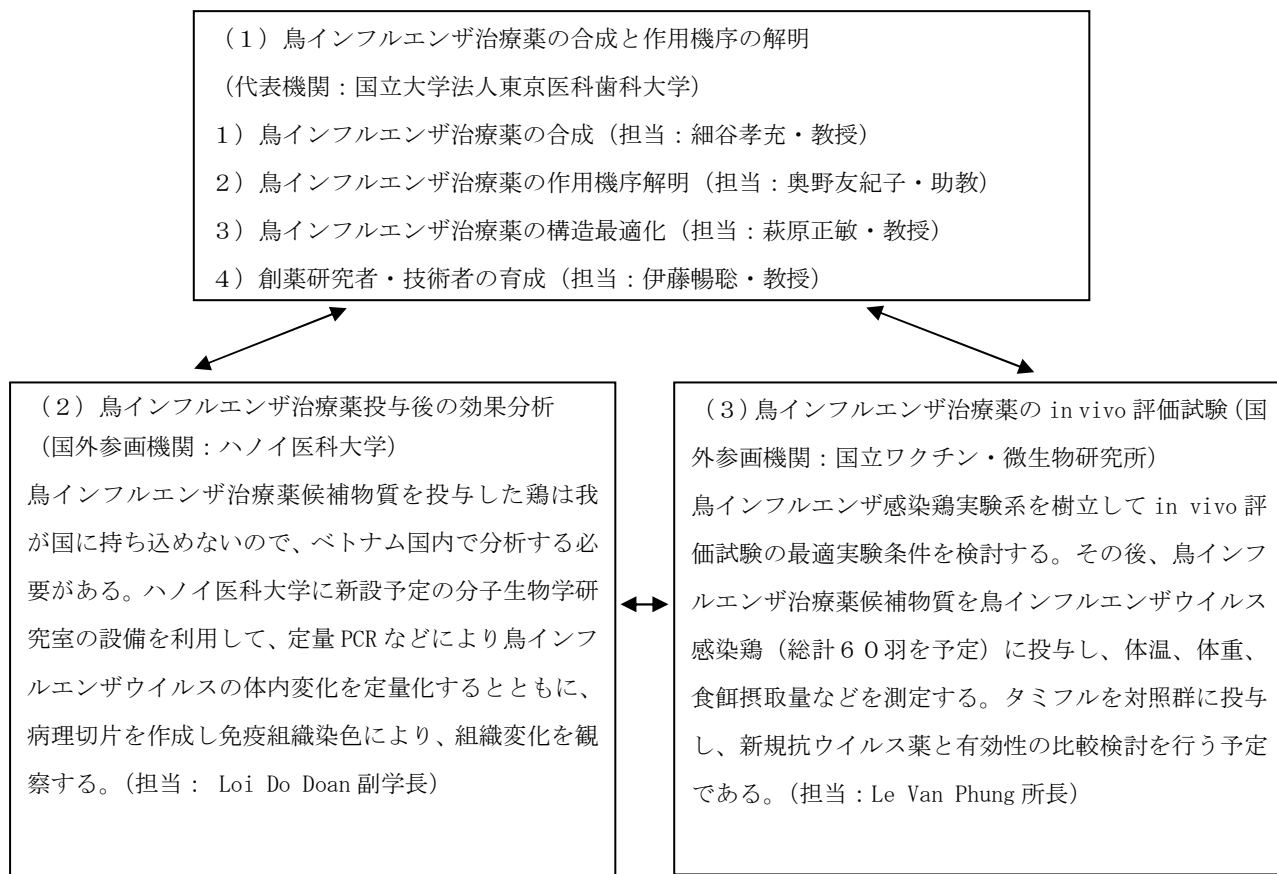 （１）鳥インフルエンザ治療薬の合成と作用機序の解明
（代表機関：国立大学法人東京医科歯科大学）
１）鳥インフルエンザ治療薬の合成（担当：細谷孝充・教授）
２）鳥インフルエンザ治療薬の作用機序解明（担当：奥野友紀子・助教）
３）鳥インフルエンザ治療薬の構造最適化（担当：萩原正敏・教授）
４）創薬研究者・技術者の育成（担当：伊藤暢聡・教授）
（２）鳥インフルエンザ治療薬投与後の効果分析
（国外参画機関：ハノイ医科大学）
鳥インフルエンザ治療薬候補物質を投与した鶏は我
が国に持ち込めないので、ベトナム国内で分析する必
要がある。ハノイ医科大学に新設予定の分子生物学研
究室の設備を利用して、定量 PCR などにより鳥インフ
ルエンザウイルスの体内変化を定量化するとともに、
病理切片を作成し免疫組織染色により、組織変化を観
察する。（担当： Loi Do Doan 副学長）
（３）鳥インフルエンザ治療薬の in vivo 評価試験（国
外参画機関：国立ワクチン・微生物研究所）
鳥インフルエンザ感染鶏実験系を樹立して in vivo 評
価試験の最適実験条件を検討する。その後、鳥インフ
ルエンザ治療薬候補物質を鳥インフルエンザウイルス
感染鶏（総計６０羽を予定）に投与し、体温、体重、
食餌摂取量などを測定する。タミフルを対照群に投与
し、新規抗ウイルス薬と有効性の比較検討を行う予定
である。（担当：Le Van Phung 所長）